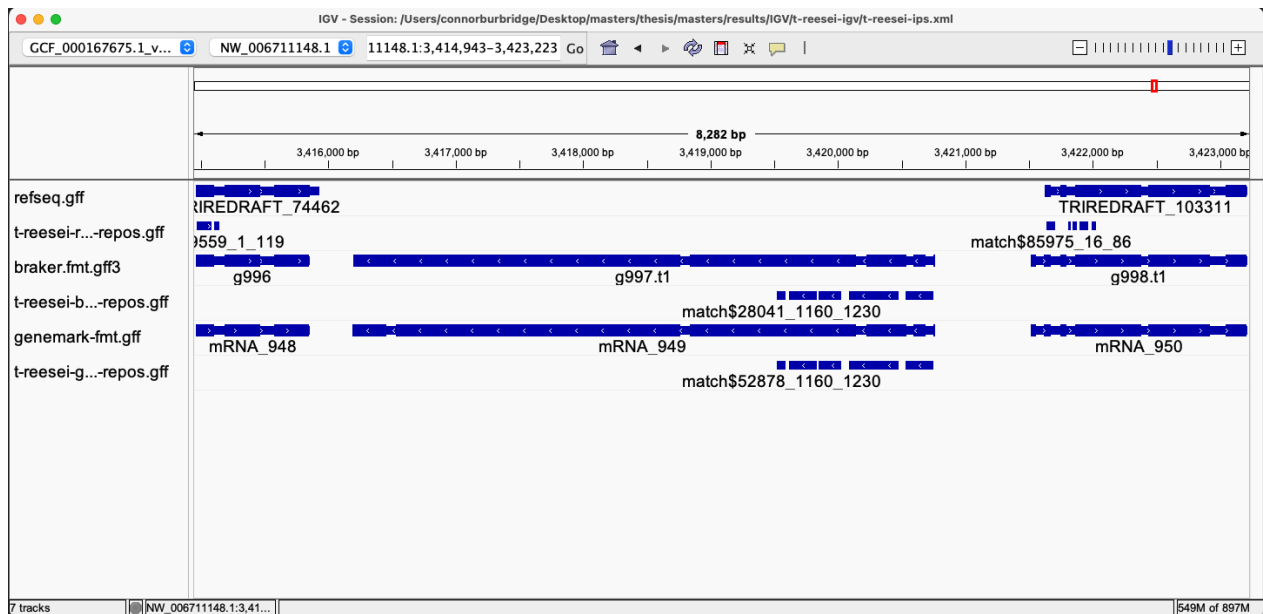 IGV - Session: /Users/connorburbridge/Desktop/masters/thesis/masters/results/IGV/t-reesei-igv/t-reesei-ips.xml
GCF_000167675.1_v... NW_006711148.1 11148.1:3,414,943-3,423,223 Go
8,282 bp
3,416,000 bp 3,417,000 bp 3,418,000 bp 3,419,000 bp 3,420,000 bp 3,421,000 bp 3,422,000 bp 3,423,000 bp
refseq.gff
RIREDRAFT_74462 TRIREDRAFT_103311
t-reesei-r...-repos.gff
9559_1_119 match$85975_16_86
braker.fmt.gff3
g996 g997.t1 g998.t1
t-reesei-b...-repos.gff
match$28041_1160_1230
genemark-fmt.gff
mRNA_948 mRNA_949 mRNA_950
t-reesei-g...-repos.gff
match$52878_1160_1230
7 tracks NW_006711148.1:3,41... 549M of 897M